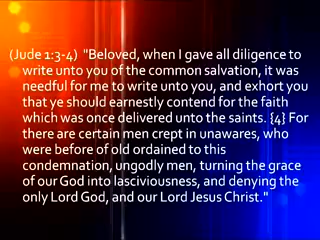 (Jude 1:3-4)  "Beloved, when I gave all diligence to
write unto you of the common salvation, it was
needful for me to write unto you, and exhort you
that ye should earnestly contend for the faith
which was once delivered unto the saints. {4} For
there are certain men crept in unawares, who
were before of old ordained to this
condemnation, ungodly men, turning the grace
of our God into lasciviousness, and denying the
only Lord God, and our Lord Jesus Christ."